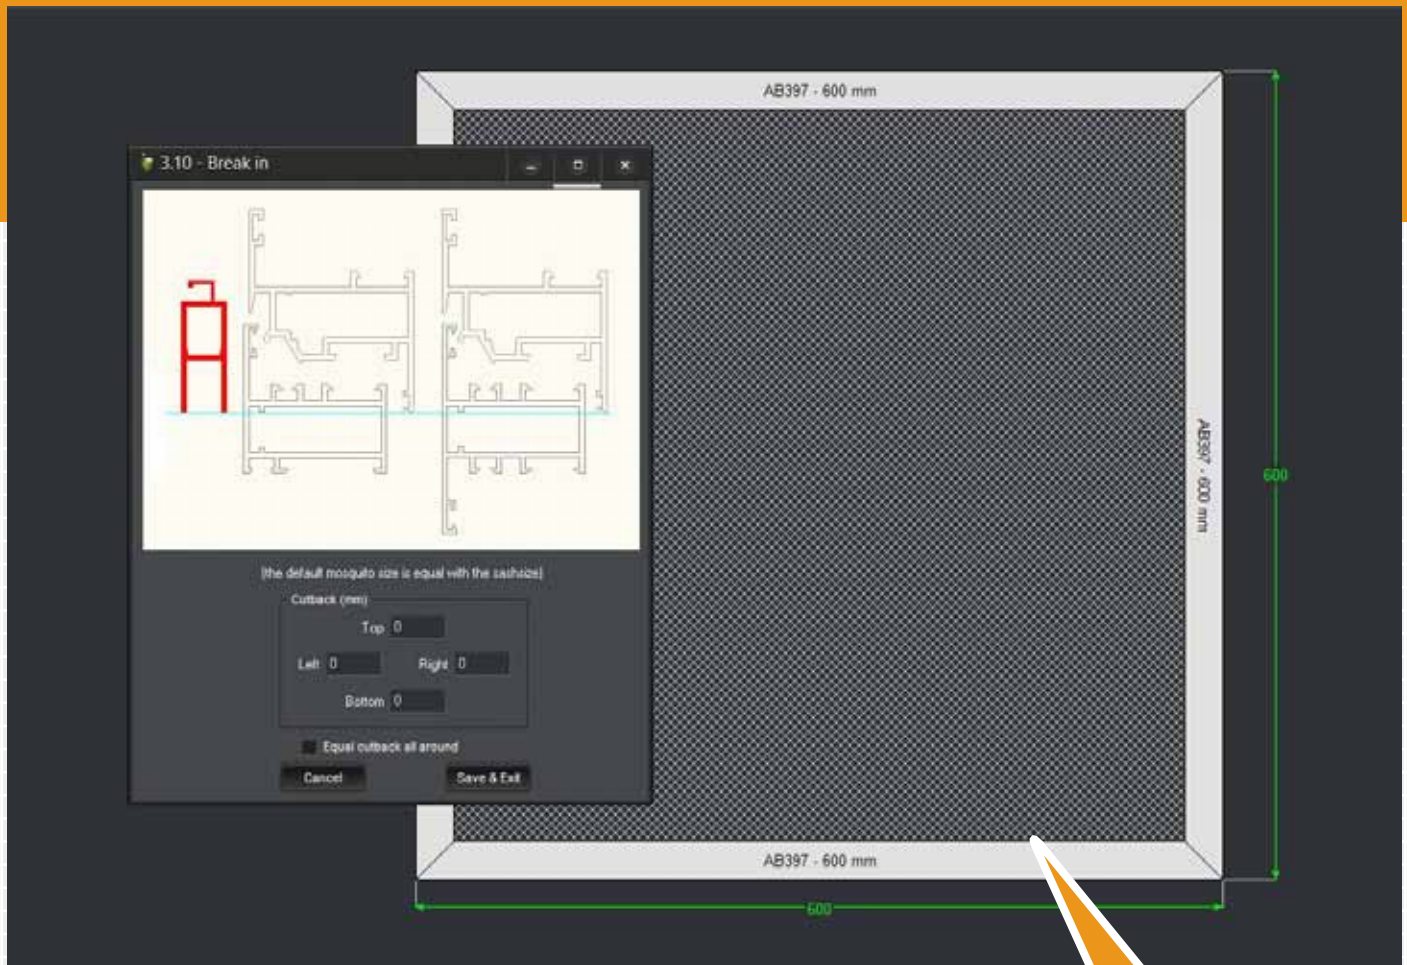 AB397 - 600 mm
3.10 - Break in
(the default mosquito size is equal with the sashsize)
Cutback (mm)
Top 0
Left 0 Right 0
Bottom 0
Equal cutback all around
Cancel Save & Exit
AB397 - 600 mm
600
AB397 - 600 mm
600